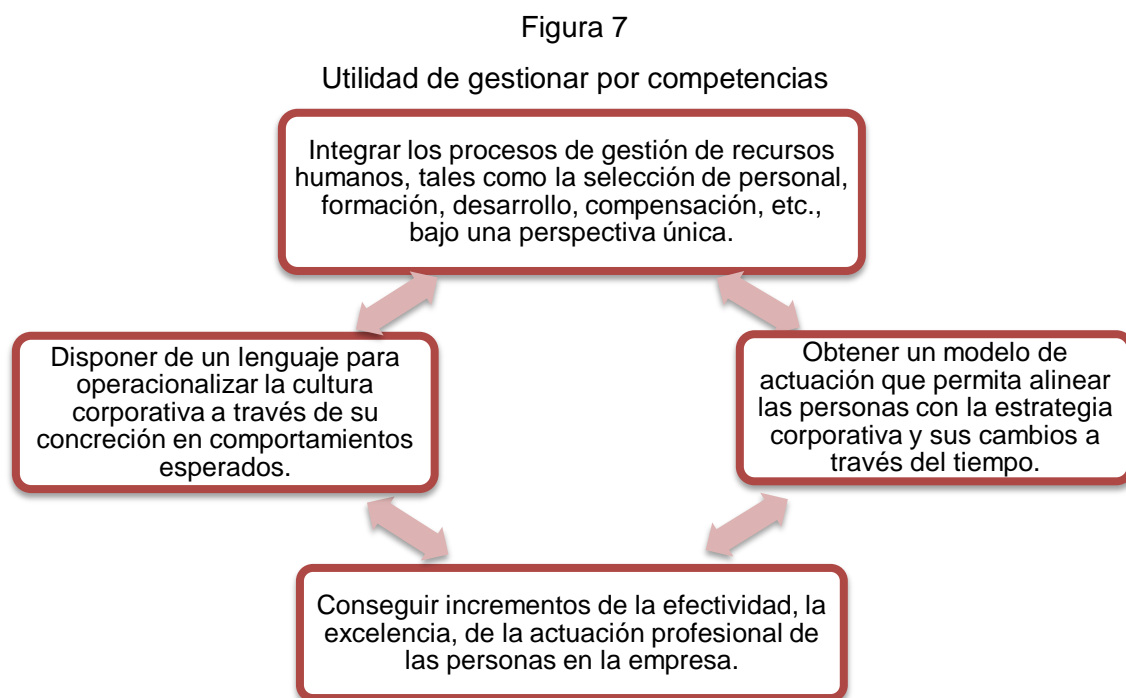 Figura 7
Utilidad de gestionar por competencias
Integrar los procesos de gestión de recursos
humanos, tales como la selección de personal,
formación, desarrollo, compensación, etc.,
bajo una perspectiva única.
Disponer de un lenguaje para
operacionalizar la cultura
corporativa a través de su
concreción en comportamientos
esperados.
Obtener un modelo de
actuación que permita alinear
las personas con la estrategia
corporativa y sus cambios a
través del tiempo.
Conseguir incrementos de la efectividad, la
excelencia, de la actuación profesional de
las personas en la empresa.